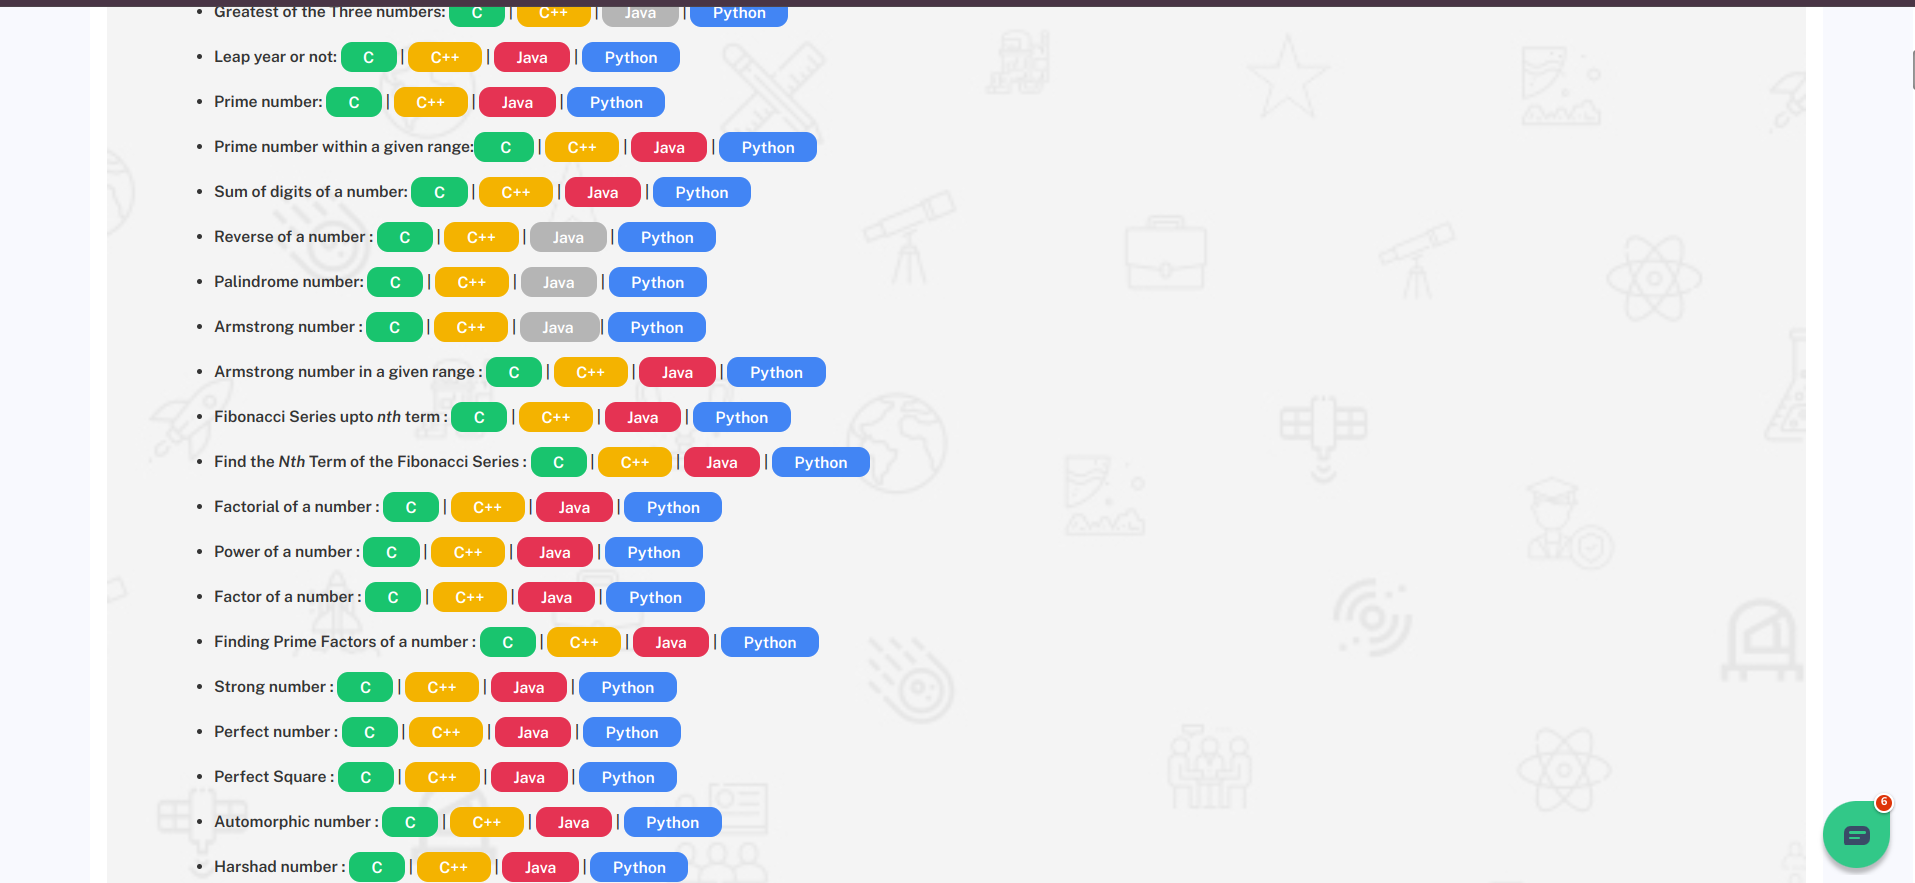 Greatest of the Three numbers: C | C++ | Java | Python
• Leap year or not: C | C++ | Java | Python
• Prime number: C | C++ | Java | Python
• Prime number within a given range: C | C++ | Java | Python
• Sum of digits of a number: C | C++ | Java | Python
• Reverse of a number : C | C++ | Java | Python
• Palindrome number: C | C++ | Java | Python
• Armstrong number : C | C++ | Java | Python
• Armstrong number in a given range : C | C++ | Java | Python
• Fibonacci Series upto nth term : C | C++ | Java | Python
• Find the Nth Term of the Fibonacci Series : C | C++ | Java | Python
• Factorial of a number : C | C++ | Java | Python
• Power of a number : C | C++ | Java | Python
• Factor of a number : C | C++ | Java | Python
• Finding Prime Factors of a number : C | C++ | Java | Python
• Strong number : C | C++ | Java | Python
• Perfect number : C | C++ | Java | Python
• Perfect Square : C | C++ | Java | Python
• Automorphic number : C | C++ | Java | Python
• Harshad number : C | C++ | Java | Python
6